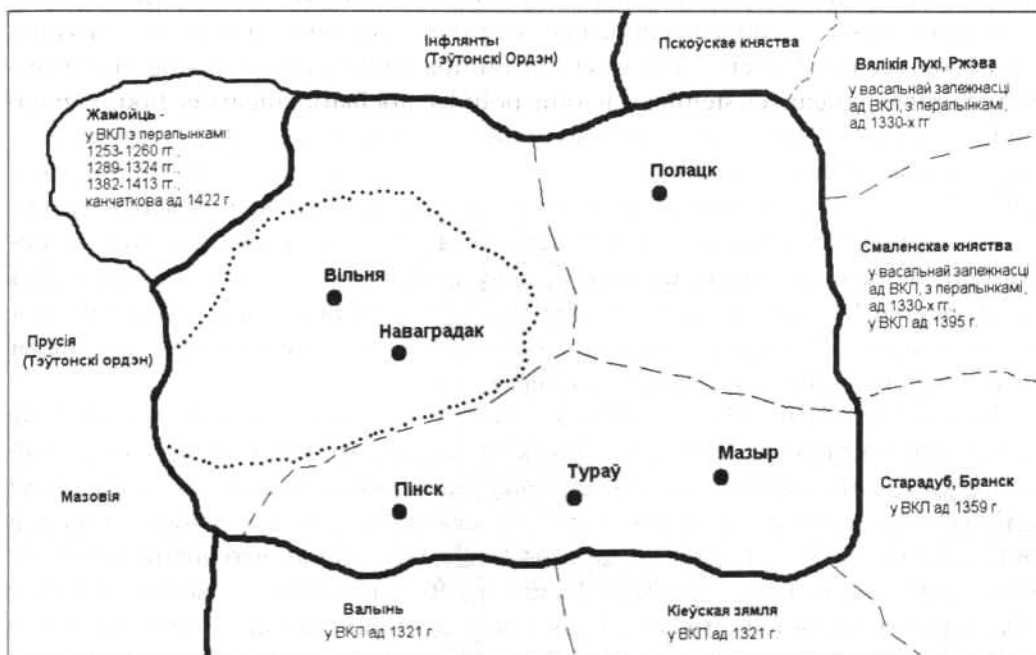 Інфлянты
(Тэўтонскі Ордэн)
Пскоўскае княства
Вялікія Лукі, Ржэва
у васальнай залежнасці
ад ВКЛ, з перапынкамі,
ад 1330-х гг.
Жамойць -
у ВКЛ з перапынкамі:
1253-1260 гг.,
1289-1324 гг.,
1382-1413 гг.,
канчаткова ад 1422 г.
Полацк
Смаленскае княства
у васальнай залежнасці
ад ВКЛ, з перапынкамі,
ад 1330-х гг.,
у ВКЛ ад 1395 г.
Вільня
Наваградак
Прусія
(Тэўтонскі ордэн)
Мазовія
Пінск
Тураў
Мазыр
Старадуб, Бранск
у ВКЛ ад 1359 г.
Валынь
у ВКЛ ад 1321 г.
Кіеўская зямля
у ВКЛ ад 1321 г.